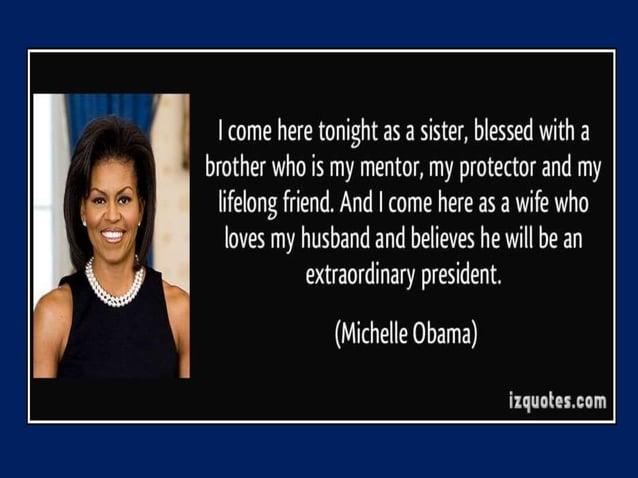 I come here tonight as a sister, blessed with a
brother who is my mentor, my protector and my
lifelong friend. And I come here as a wife who
loves my husband and believes he will be an
extraordinary president.
(Michelle Obama)
izquotes.com